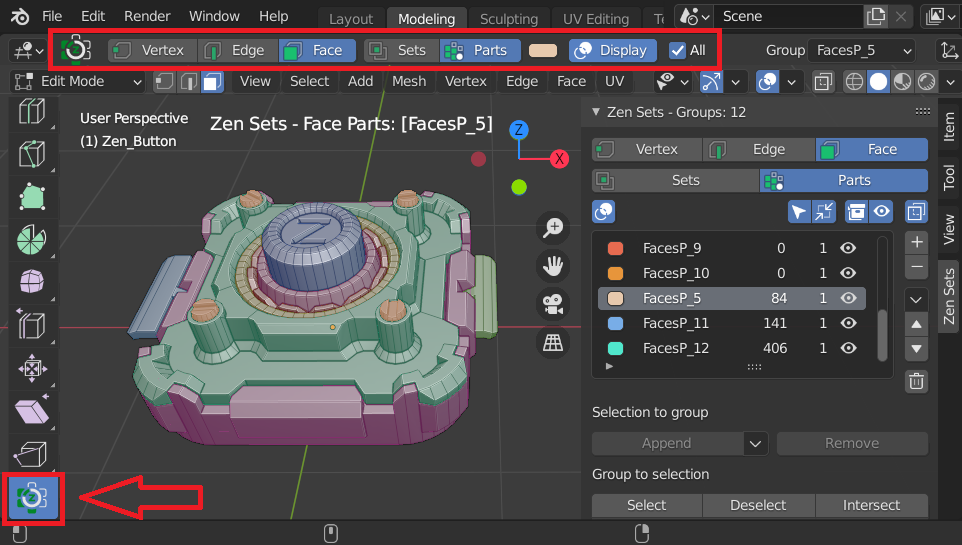 File Edit Render Window Help Layout Modeling Sculpting UV Editing Scene
Vertex Edge Face Sets Parts Display All Group FacesP_5
Edit Mode View Select Add Mesh Vertex Edge Face UV
User Perspective
(1) Zen_Button
Zen Sets - Face Parts: [FacesP_5]
Z
X
Z
Zen Sets - Groups: 12
Vertex Edge Face
Sets Parts
FacesP_9 0 1
FacesP_10 0 1
FacesP_5 84 1
FacesP_11 141 1
FacesP_12 406 1
Selection to group
Append Remove
Group to selection
Select Deselect Intersect
Item
Tool
View
Zen Sets